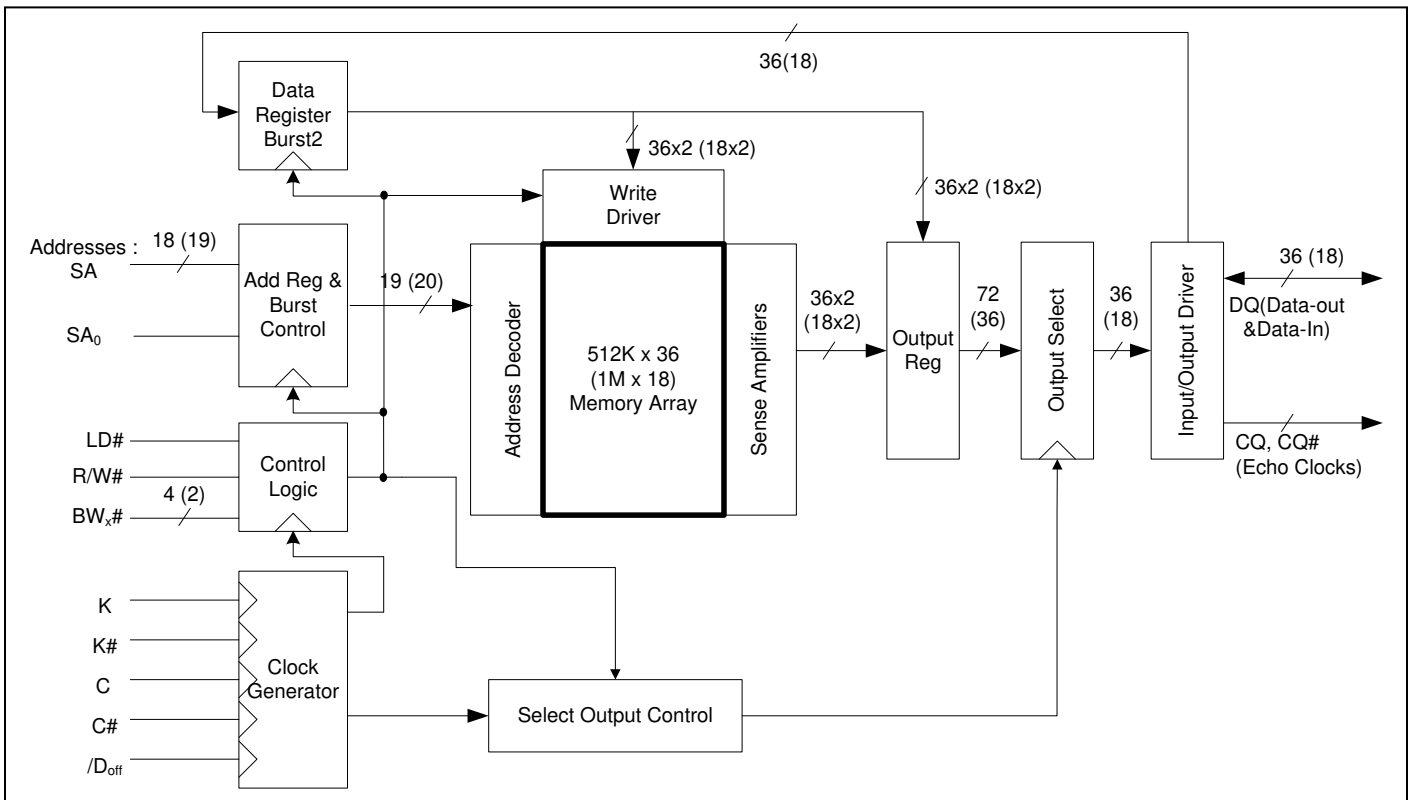 36(18)
Data
Register
Burst2
36x2 (18x2)
36x2 (18x2)
Write
Driver
Addresses :
SA
18 (19)
SA₀
Add Reg &
Burst
Control
19 (20)
Address Decoder
512K x 36
(1M x 18)
Memory Array
Sense Amplifiers
36x2
(18x2)
Output
Reg
72
(36)
Output Select
36
(18)
Input/Output Driver
36 (18)
DQ(Data-out
&Data-In)
CQ, CQ#
(Echo Clocks)
LD#
R/W#
BWₓ#
4 (2)
Control
Logic
K
K#
C
C#
/Doff
Clock
Generator
Select Output Control